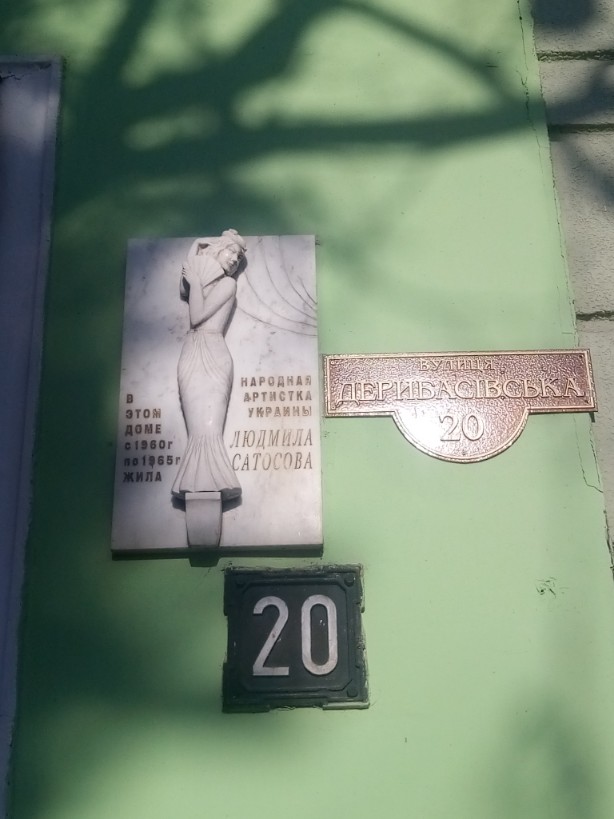 В
ЭТОМ
ДОМЕ
с 1960г
по 1965г
ЖИЛА
НАРОДНАЯ
АРТИСТКА
УКРАИНЫ
ЛЮДМИЛА
САТОСОВА
ВУЛИЦЯ
ДЕРИБАСІВСЬКА
20
20